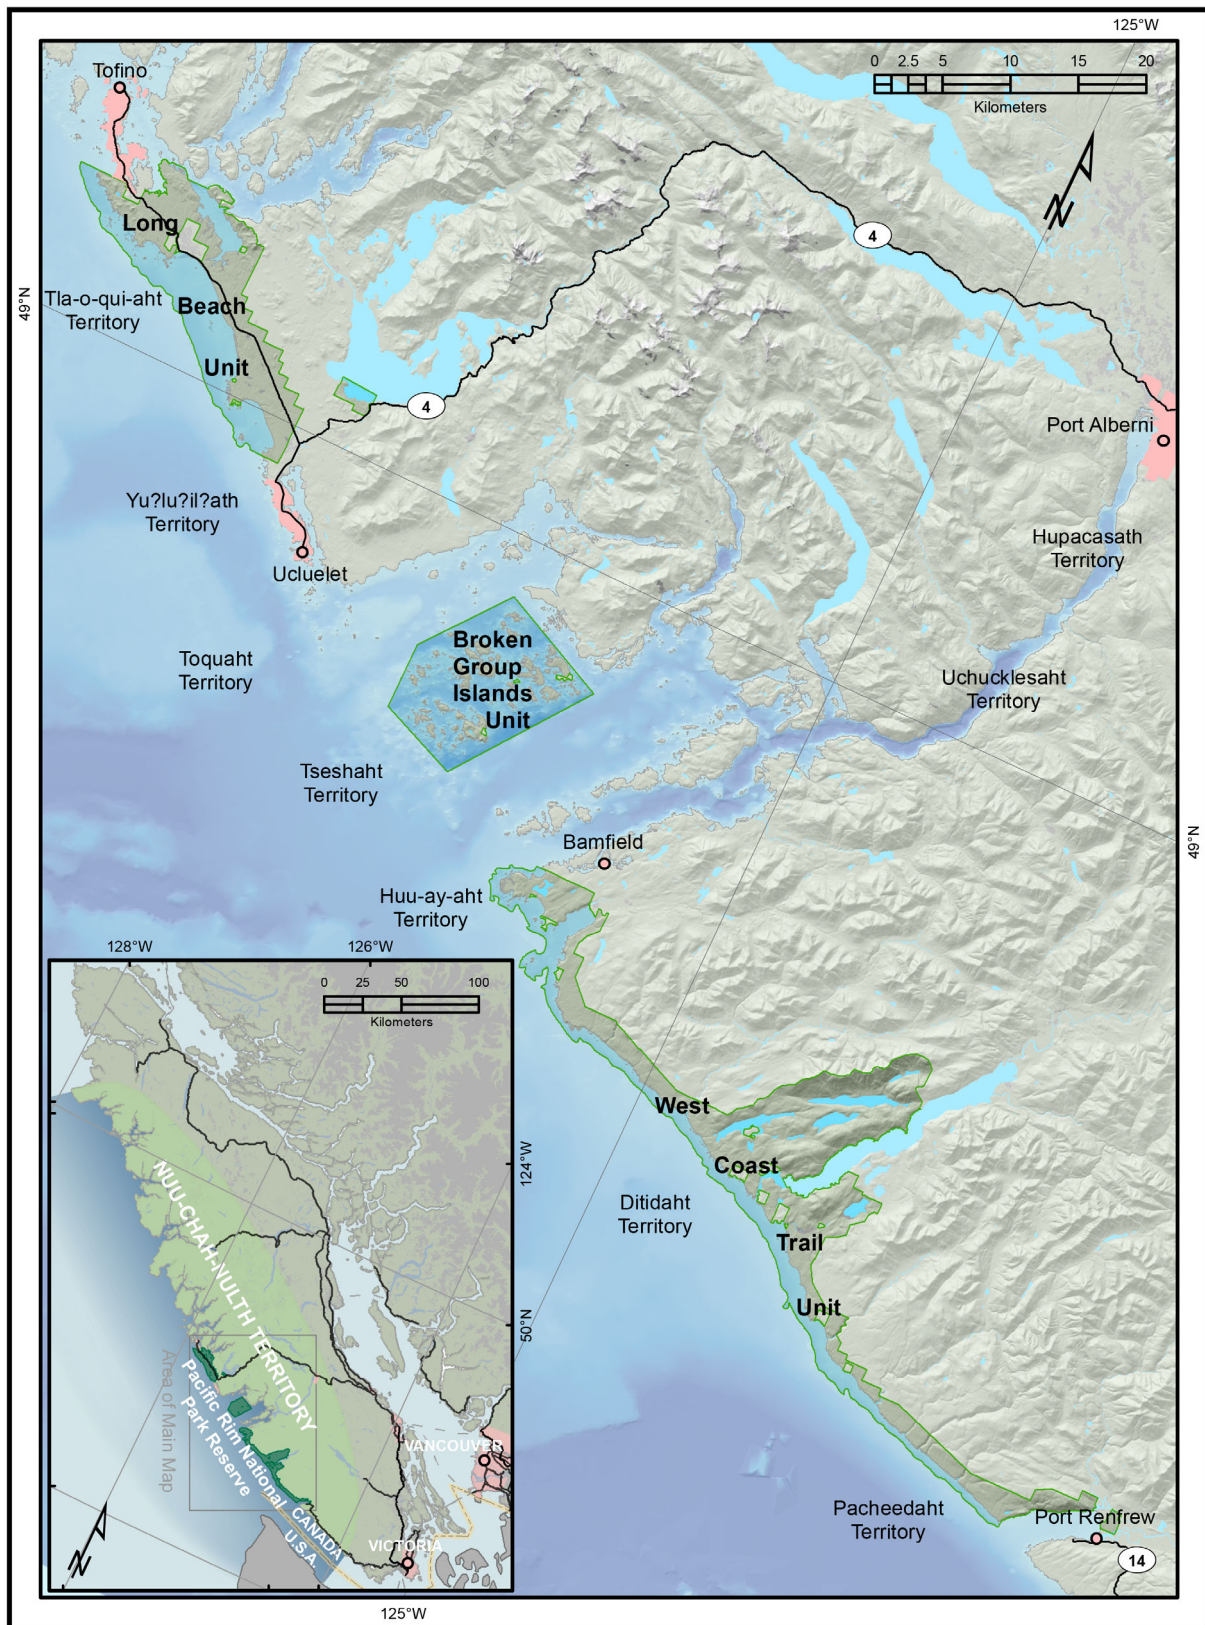 125°W
Tofino
0 2.5 5 10 15 20
Kilometers
N
Long
4
Tla-o-qui-aht
Territory
Beach
49°N
Unit
4
Port Alberni
Yu?lu?il?ath
Territory
Hupacasath
Territory
Ucluelet
Broken
Group
Islands
Unit
Toquaht
Territory
Uchucklesaht
Territory
Tseshaht
Territory
Bamfield
49°N
Huu-ay-aht
Territory
128°W
126°W
0 25 50 100
Kilometers
West
Coast
124°W
NUU-CHAH-NULTH TERRITORY
Ditidaht
Territory
Trail
Unit
50°N
Area of Main Map
Pacific Rim National
Park Reserve
VANCOUVER
CANADA
U.S.A.
VICTORIA
N
Pacheedaht
Territory
Port Renfrew
14
125°W